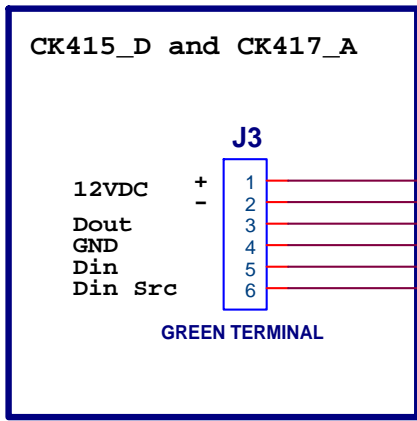 CK415_D and CK417_A
J3
12VDC + 1
- 2
Dout 3
GND 4
Din 5
Din Src 6
GREEN TERMINAL